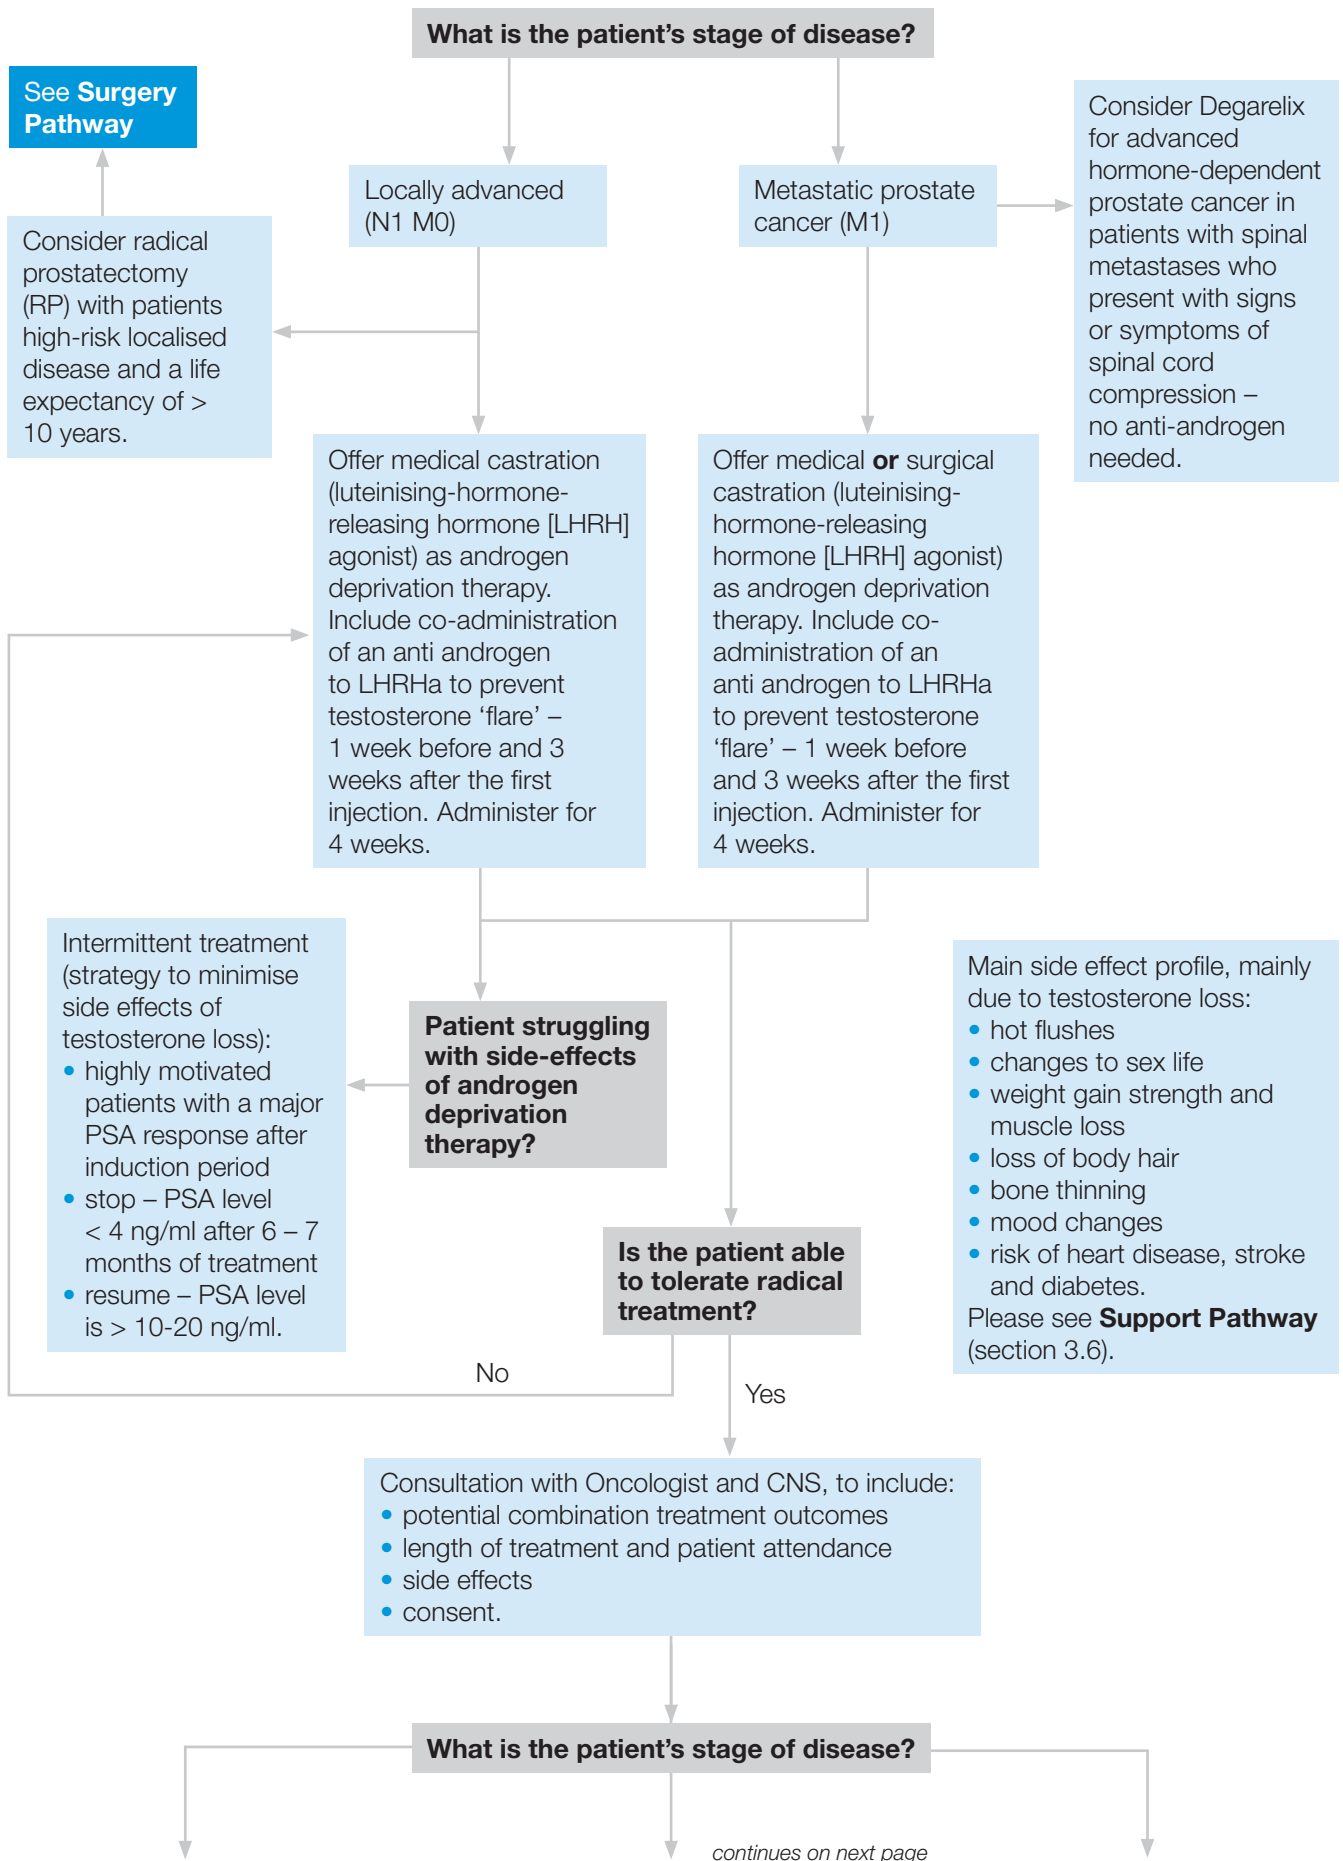 What is the patient’s stage of disease?
See Surgery
Pathway
Consider radical
prostatectomy
(RP) with patients
high-risk localised
disease and a life
expectancy of >
10 years.
Locally advanced
(N1 M0)
Metastatic prostate
cancer (M1)
Consider Degarelix
for advanced
hormone-dependent
prostate cancer in
patients with spinal
metastases who
present with signs
or symptoms of
spinal cord
compression –
no anti-androgen
needed.
Offer medical castration
(luteinising-hormone-
releasing hormone [LHRH]
agonist) as androgen
deprivation therapy.
Include co-administration
of an anti androgen
to LHRHa to prevent
testosterone ‘flare’ –
1 week before and 3
weeks after the first
injection. Administer for
4 weeks.
Offer medical or surgical
castration (luteinising-
hormone-releasing
hormone [LHRH] agonist)
as androgen deprivation
therapy. Include co-
administration of an
anti androgen to LHRHa
to prevent testosterone
‘flare’ – 1 week before
and 3 weeks after the first
injection. Administer for
4 weeks.
Intermittent treatment
(strategy to minimise
side effects of
testosterone loss):
• highly motivated
patients with a major
PSA response after
induction period
• stop – PSA level
< 4 ng/ml after 6 – 7
months of treatment
• resume – PSA level
is > 10-20 ng/ml.
Patient struggling
with side-effects
of androgen
deprivation
therapy?
Main side effect profile, mainly
due to testosterone loss:
• hot flushes
• changes to sex life
• weight gain strength and
muscle loss
• loss of body hair
• bone thinning
• mood changes
• risk of heart disease, stroke
and diabetes.
Please see Support Pathway
(section 3.6).
Is the patient able
to tolerate radical
treatment?
No
Yes
Consultation with Oncologist and CNS, to include:
• potential combination treatment outcomes
• length of treatment and patient attendance
• side effects
• consent.
What is the patient’s stage of disease?
continues on next page